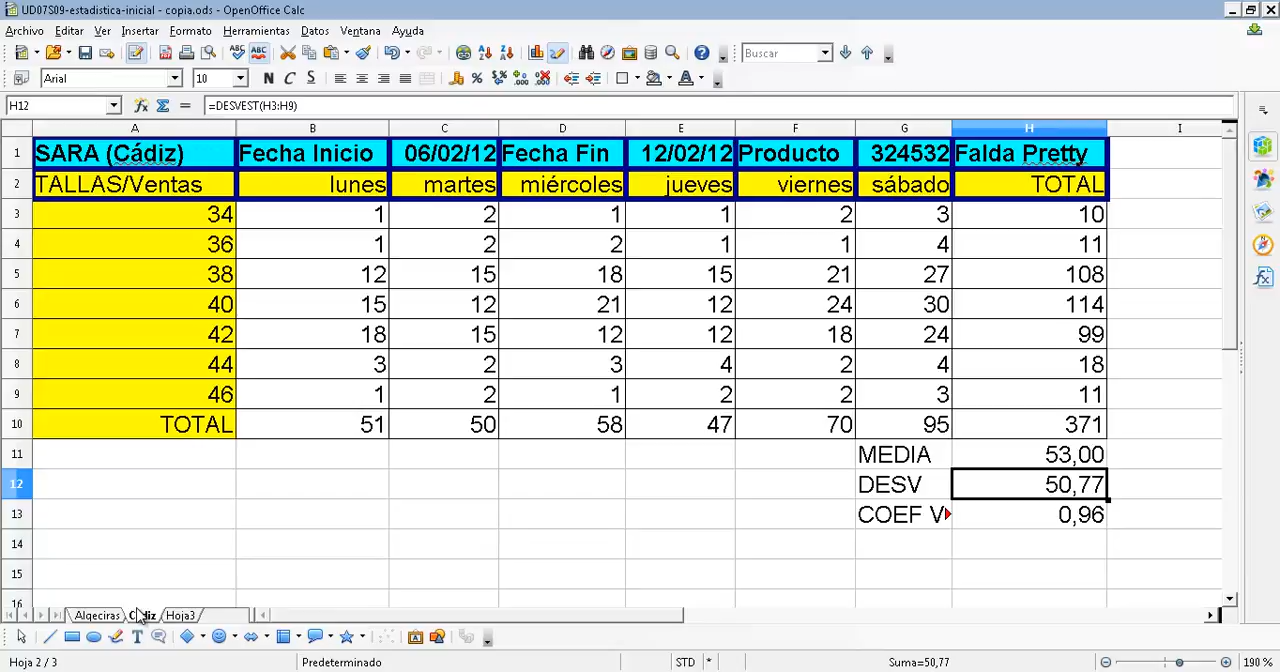 UD07S09-estadistica-inicial - copia.ods - OpenOffice Calc
Archivo Editar Ver Insertar Formato Herramientas Datos Ventana Ayuda
Buscar
Arial 10 N C S
H12 =DESVEST(H3:H9)
A B C D E F G H I
1 SARA (Cádiz) Fecha Inicio 06/02/12 Fecha Fin 12/02/12 Producto 324532 Falda Pretty
2 TALLAS/Ventas lunes martes miércoles jueves viernes sábado TOTAL
3 34 1 2 1 1 2 3 10
4 36 1 2 2 1 1 4 11
5 38 12 15 18 15 21 27 108
6 40 15 12 21 12 24 30 114
7 42 18 15 12 12 18 24 99
8 44 3 2 3 4 2 4 18
9 46 1 2 1 2 2 3 11
10 TOTAL 51 50 58 47 70 95 371
11 MEDIA 53,00
12 DESV 50,77
13 COEF V 0,96
14
15
16
Algeciras Cádiz Hoja3
Hoja 2 / 3 Predeterminado STD * Suma=50,77 190 %